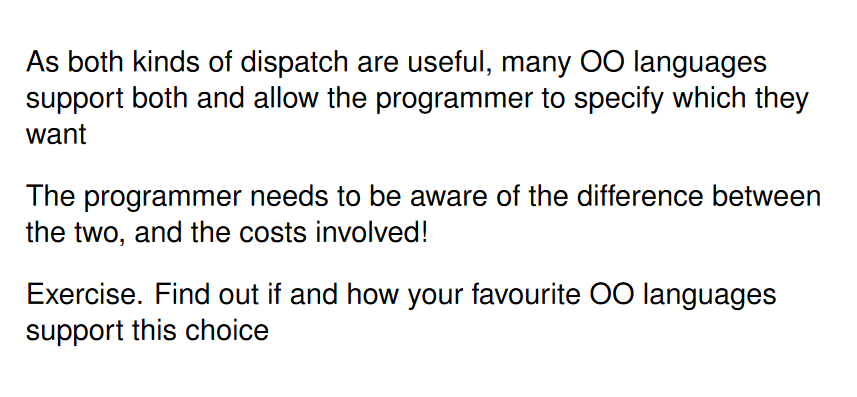 As both kinds of dispatch are useful, many OO languages
support both and allow the programmer to specify which they
want
The programmer needs to be aware of the difference between
the two, and the costs involved!
Exercise. Find out if and how your favourite OO languages
support this choice